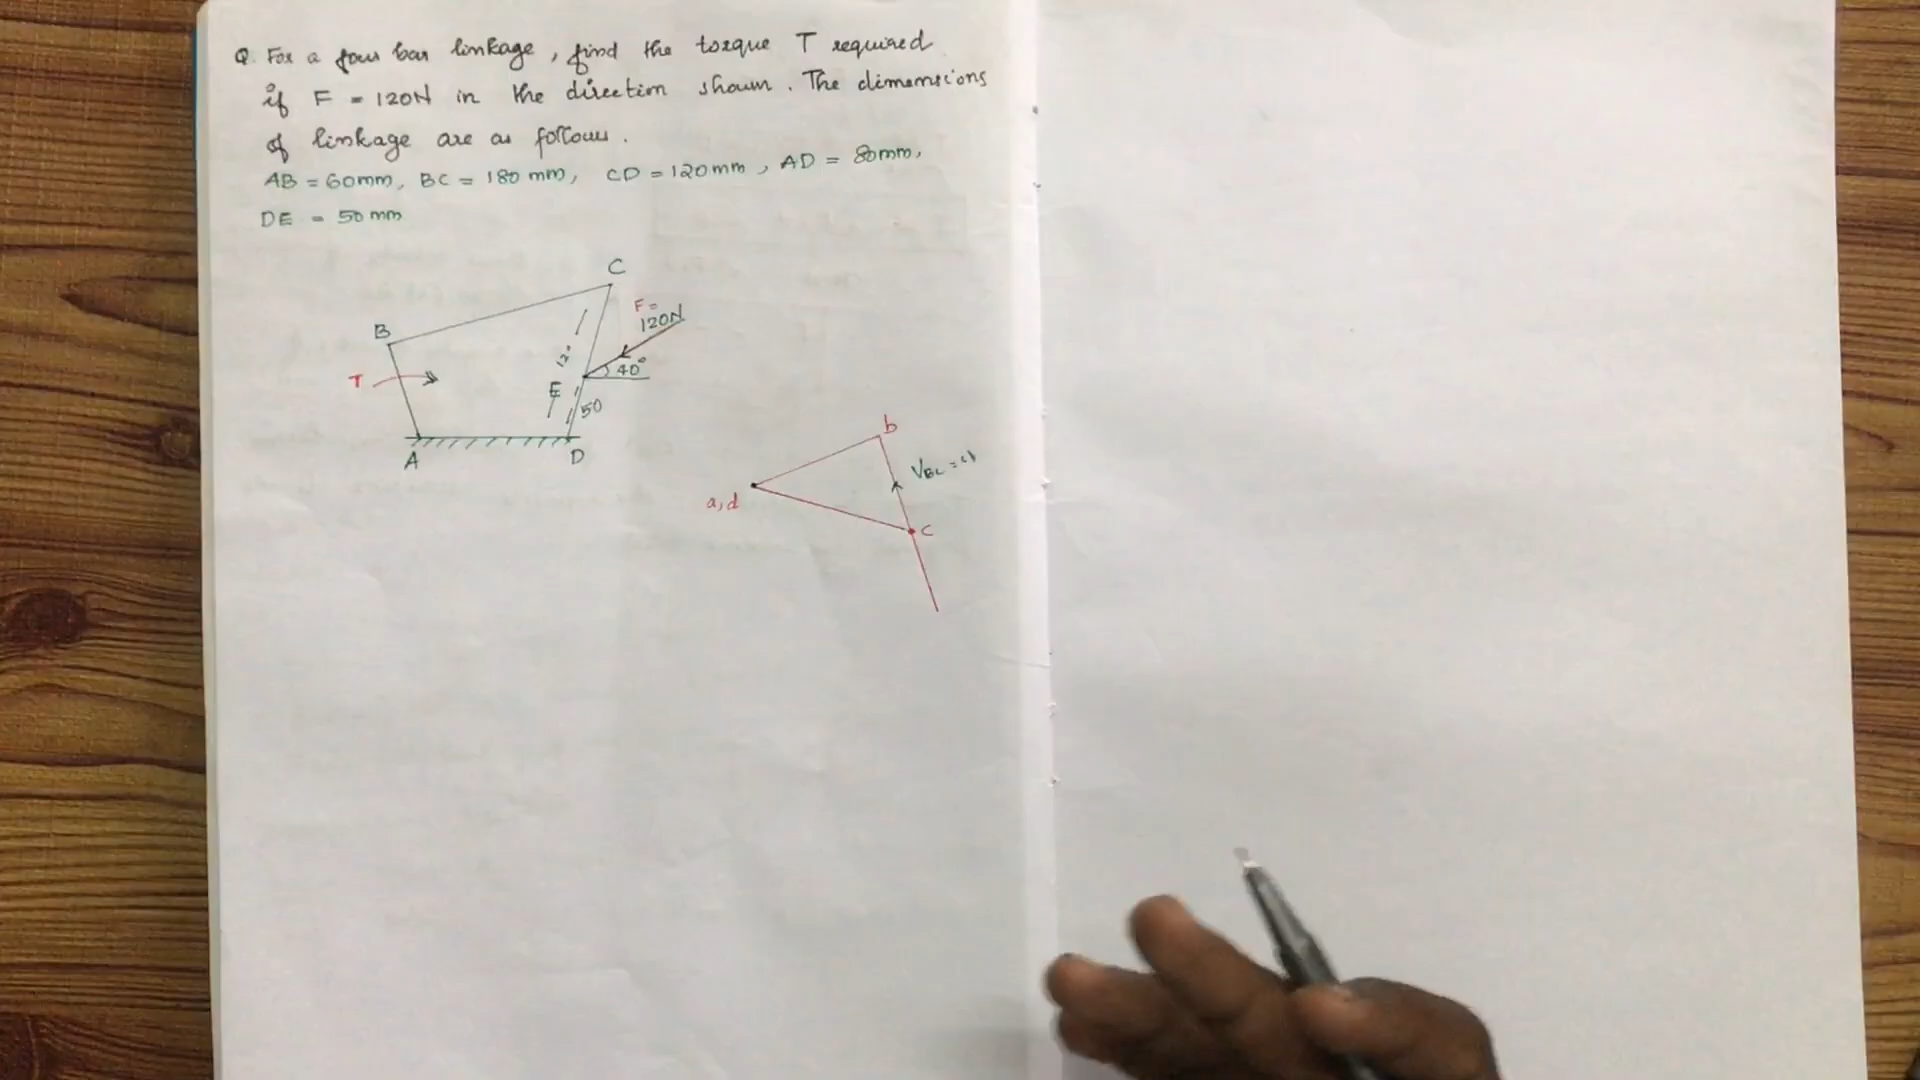 Q. For a four bar linkage, find the torque T required
if F = 120N in the direction shown. The dimensions
of linkage are as follows.
AB = 60mm, BC = 180 mm, CD = 120mm, AD = 80mm,
DE = 50 mm
C
F =
120N
B
T
12°
40°
E
50
A
D
b
VBC =
a,d
c